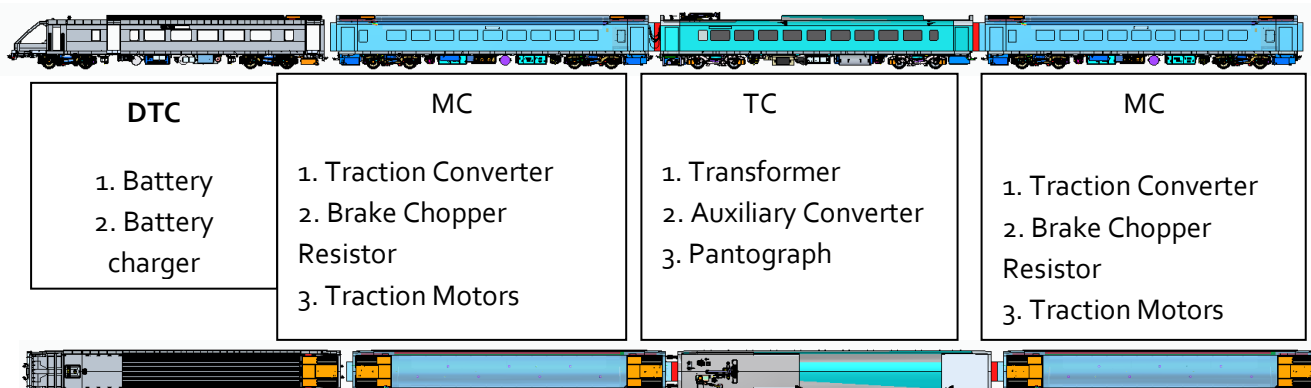 DTC
1. Battery
2. Battery
charger
MC
1. Traction Converter
2. Brake Chopper
Resistor
3. Traction Motors
TC
1. Transformer
2. Auxiliary Converter
3. Pantograph
MC
1. Traction Converter
2. Brake Chopper
Resistor
3. Traction Motors